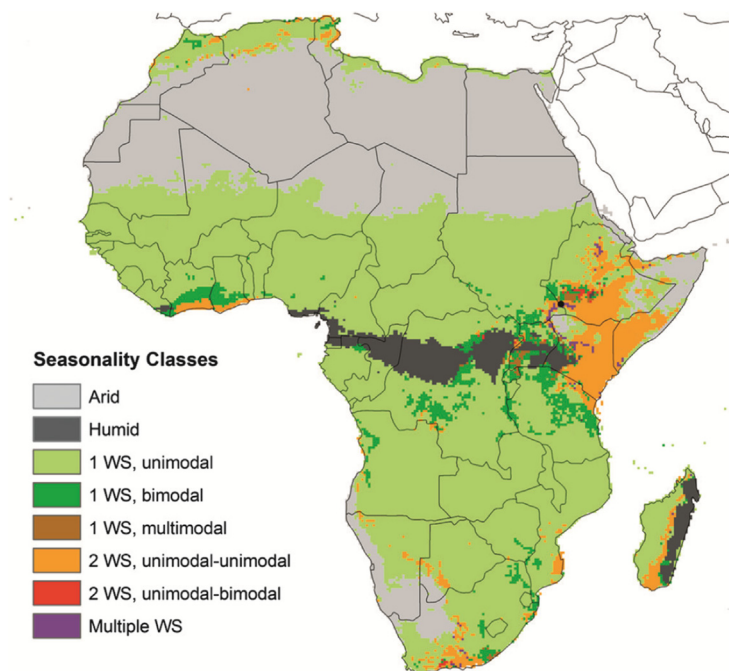 Seasonality Classes
Arid
Humid
1 WS, unimodal
1 WS, bimodal
1 WS, multimodal
2 WS, unimodal-unimodal
2 WS, unimodal-bimodal
Multiple WS